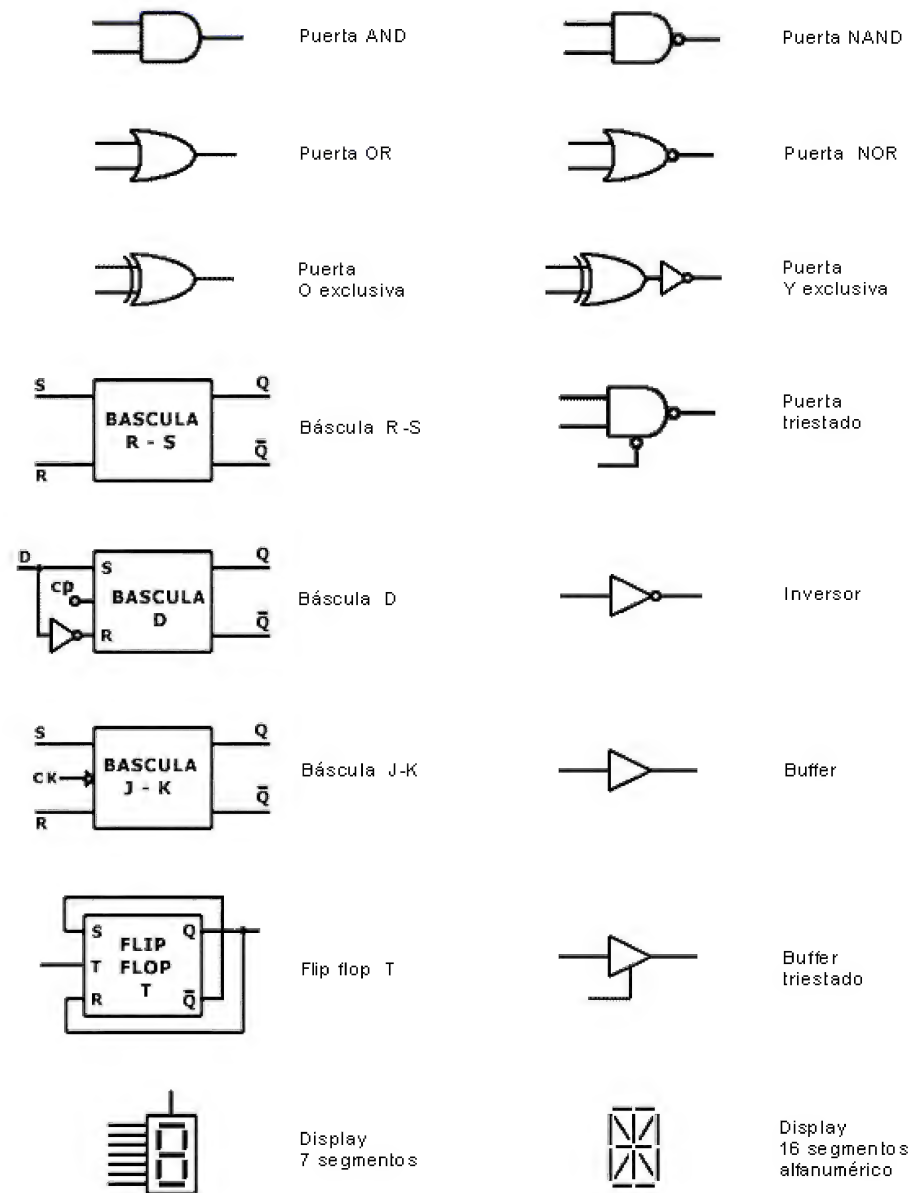 Puerta AND
Puerta NAND
Puerta OR
Puerta NOR
Puerta
O exclusiva
Puerta
Y exclusiva
S
Q
BASCULA
R - S
R
Q̅
Báscula R-S
Puerta
triestado
D
S
Q
cp
BASCULA
D
R
Q̅
Báscula D
Inversor
S
Q
CK
BASCULA
J - K
R
Q̅
Báscula J-K
Buffer
S
Q
FLIP
FLOP
T
T
R
Q̅
Flip flop T
Buffer
triestado
Display
7 segmentos
Display
16 segmentos
alfanumérico